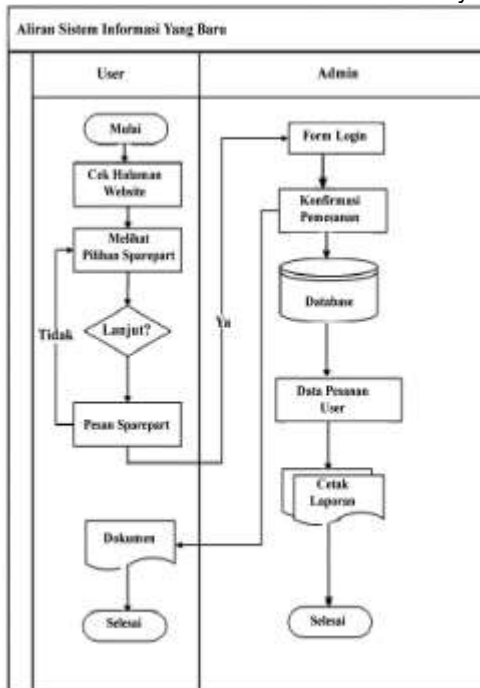 Aliran Sistem Informasi Yang Baru
User
Admin
Mulai
Cek Halaman
Website
Melihat
Pilihan Sparepart
Lanjut?
Tidak
Ya
Pesan Sparepart
Dokumen
Selesai
Form Login
Konfirmasi
Pemesanan
Database
Data Pesanan
User
Cetak
Laporan
Selesai